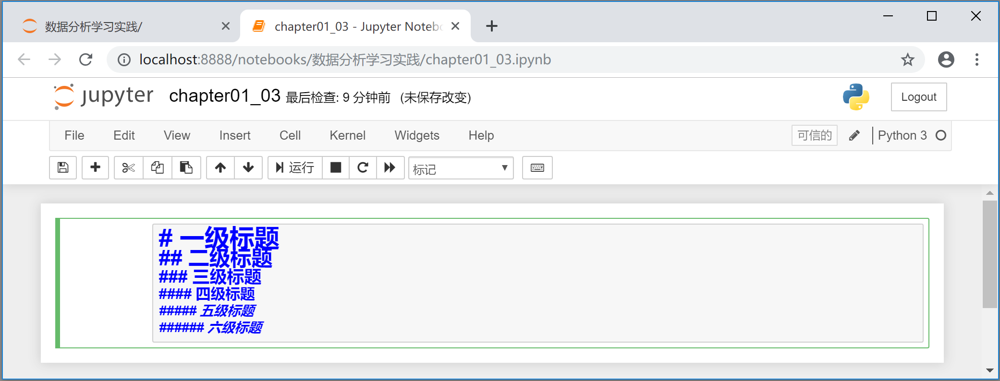 数据分析学习实践/
chapter01_03 - Jupyter Notebo
localhost:8888/notebooks/数据分析学习实践/chapter01_03.ipynb
jupyter chapter01_03 最后检查: 9 分钟前 (未保存改变)
Logout
File Edit View Insert Cell Kernel Widgets Help 可信的 Python 3
运行 标记
# 一级标题
## 二级标题
### 三级标题
#### 四级标题
##### 五级标题
###### 六级标题